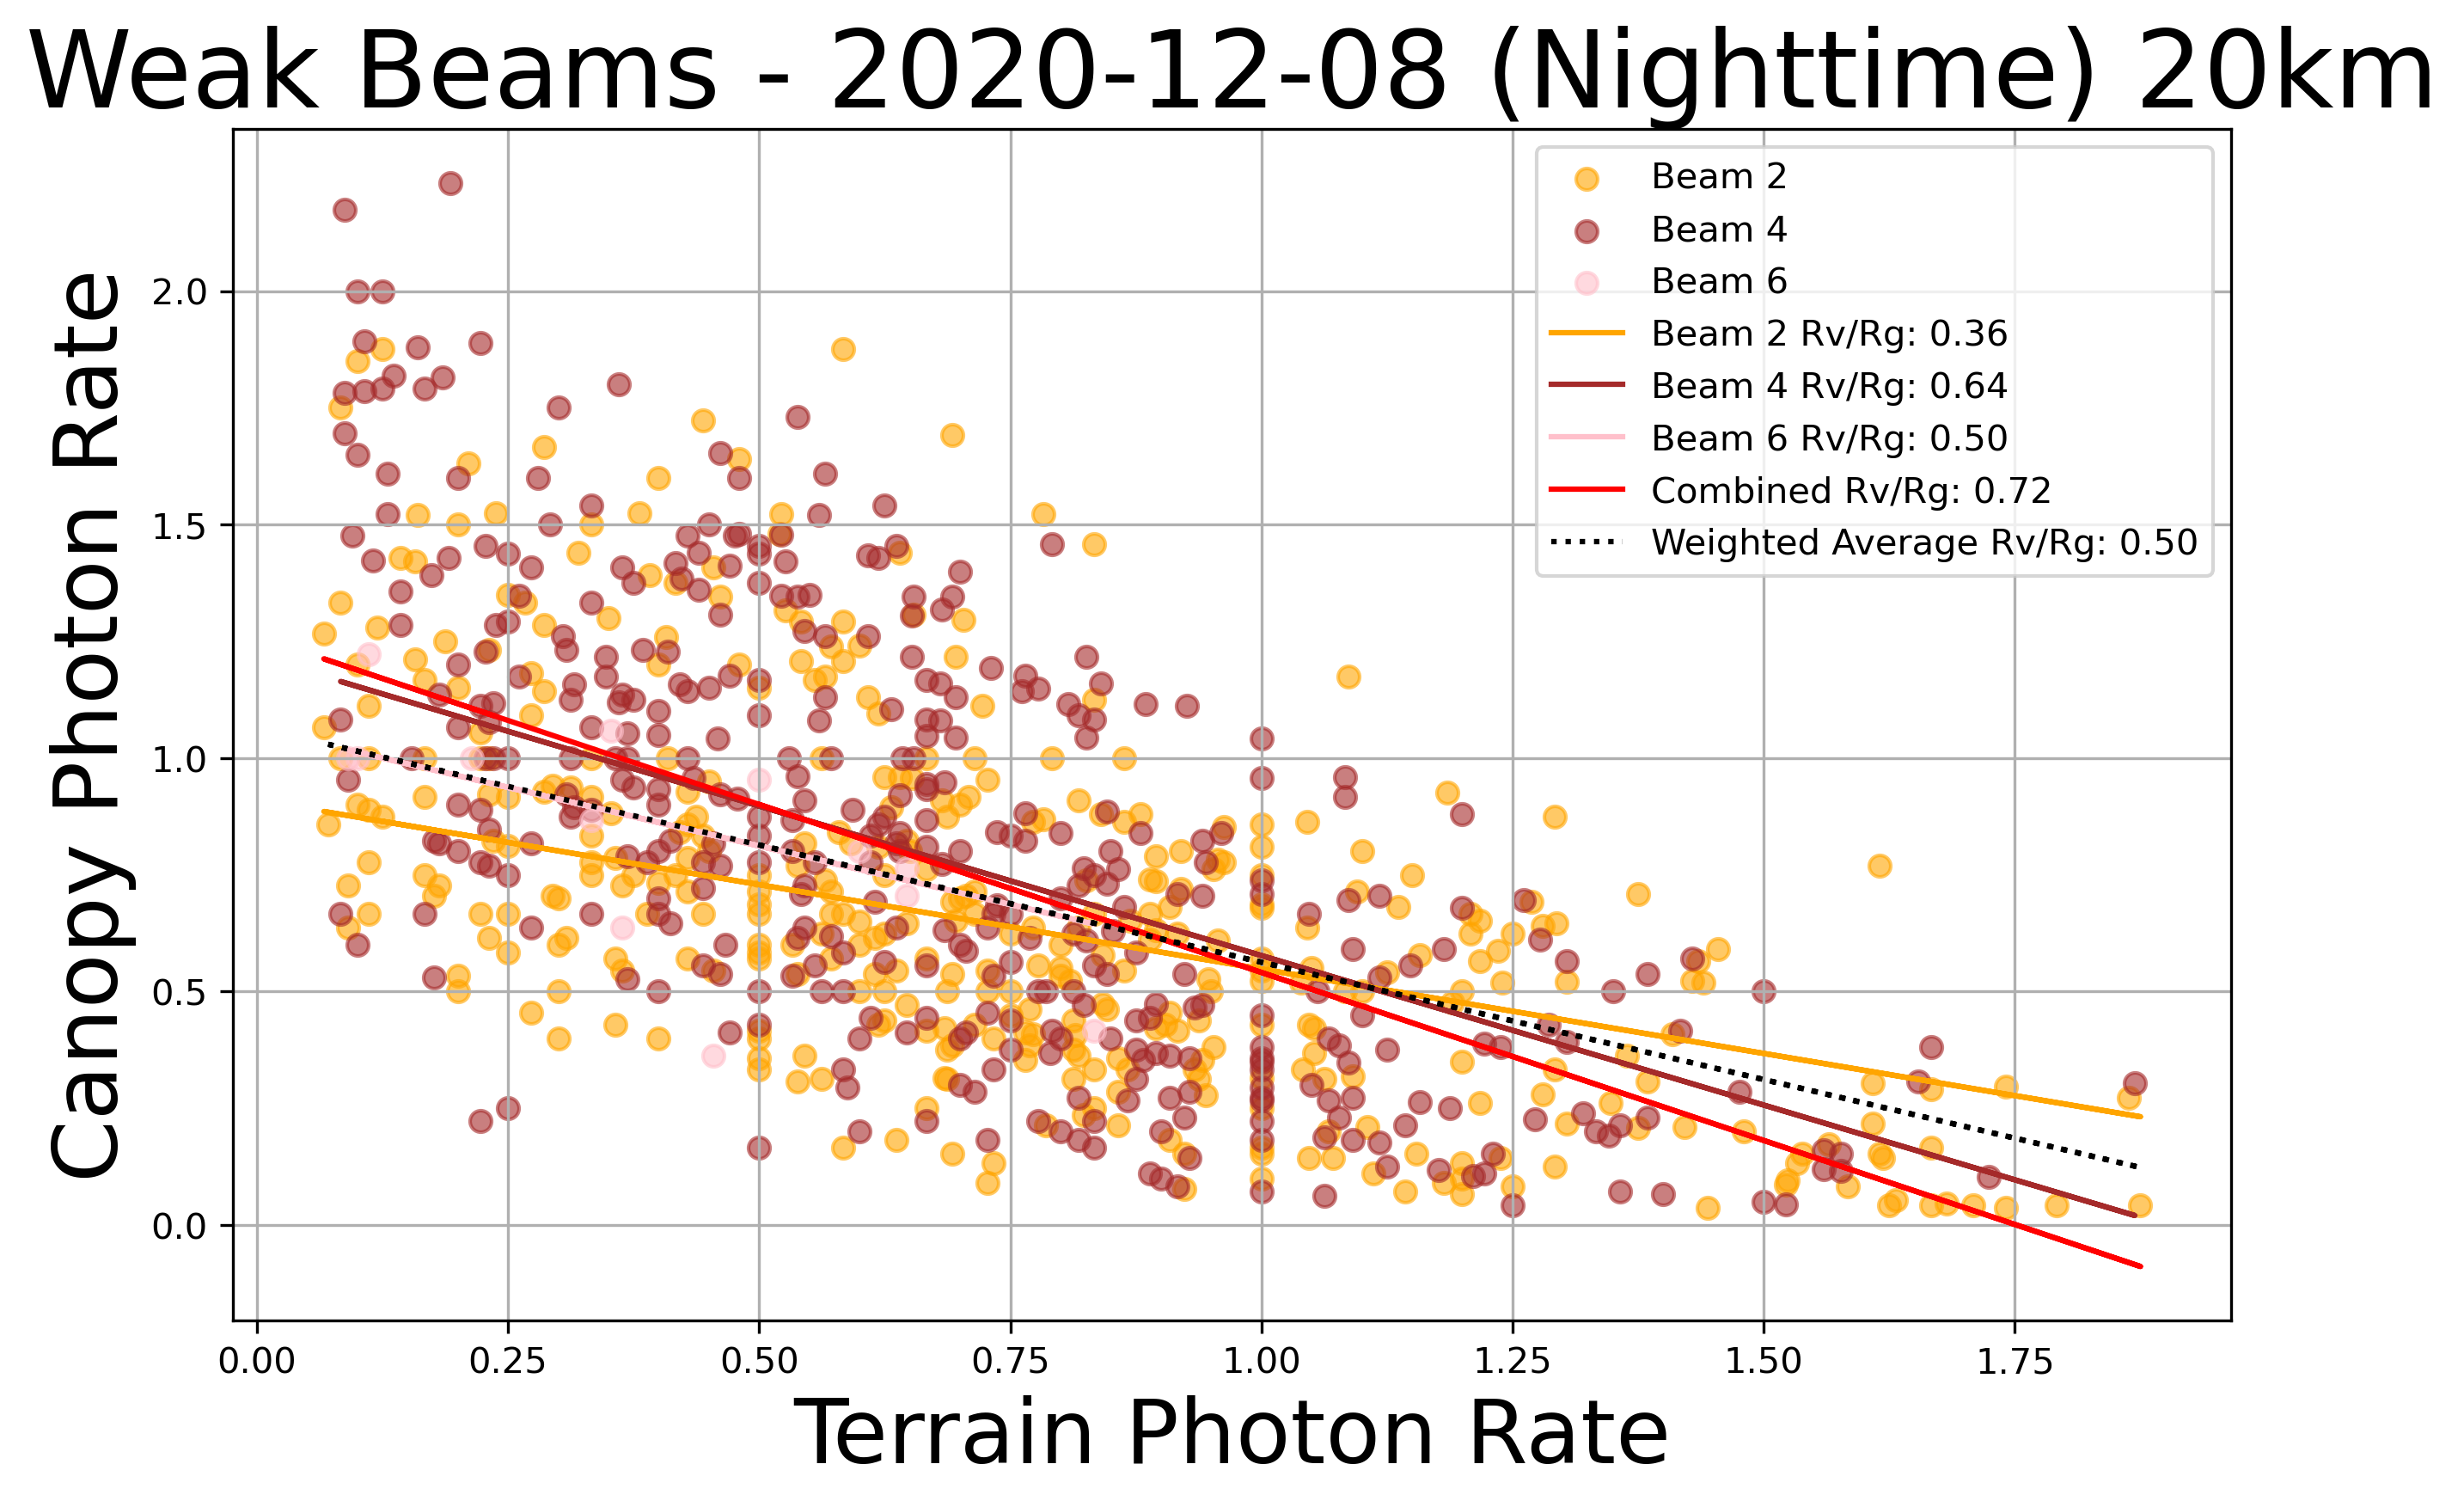 Weak Beams - 2020-12-08 (Nighttime) 20km
Canopy Photon Rate
2.0
1.5
1.0
0.5
0.0
Beam 2
Beam 4
Beam 6
Beam 2 Rv/Rg: 0.36
Beam 4 Rv/Rg: 0.64
Beam 6 Rv/Rg: 0.50
Combined Rv/Rg: 0.72
Weighted Average Rv/Rg: 0.50
0.00 0.25 0.50 0.75 1.00 1.25 1.50 1.75
Terrain Photon Rate